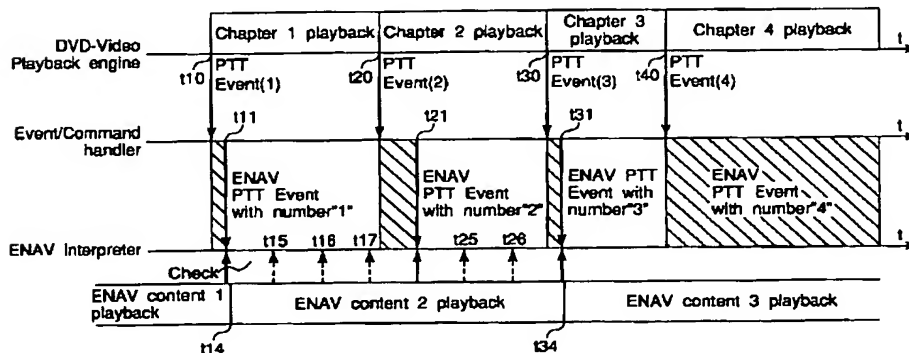 Chapter 1 playback
Chapter 2 playback
Chapter 3
playback
Chapter 4 playback
DVD-Video
Playback engine
t
t10
PTT
Event(1)
t20
PTT
Event(2)
t30
PTT
Event(3)
t40
PTT
Event(4)
t11
t21
t31
Event/Command
handler
t
ENAV
PTT Event
with number"1"
ENAV
PTT Event
with number"2"
ENAV PTT
Event with
number"3"
ENAV
PTT Event
with number"4"
ENAV Interpreter
t15
t16
t17
t25
t26
t
Check
ENAV content 1
playback
ENAV content 2 playback
ENAV content 3 playback
t14
t34